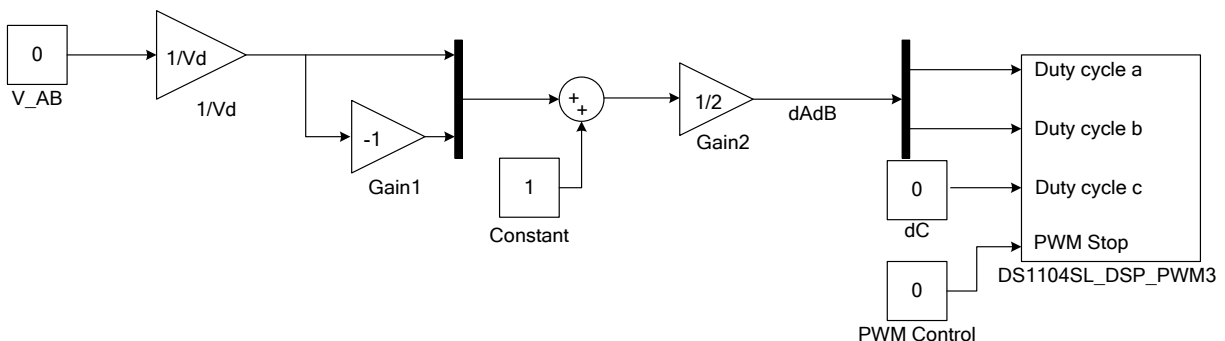 0
V_AB
1/Vd
1/Vd
-1
Gain1
+
+
1
Constant
1/2
Gain2
dAdB
Duty cycle a
Duty cycle b
Duty cycle c
PWM Stop
DS1104SL_DSP_PWM3
0
dC
0
PWM Control